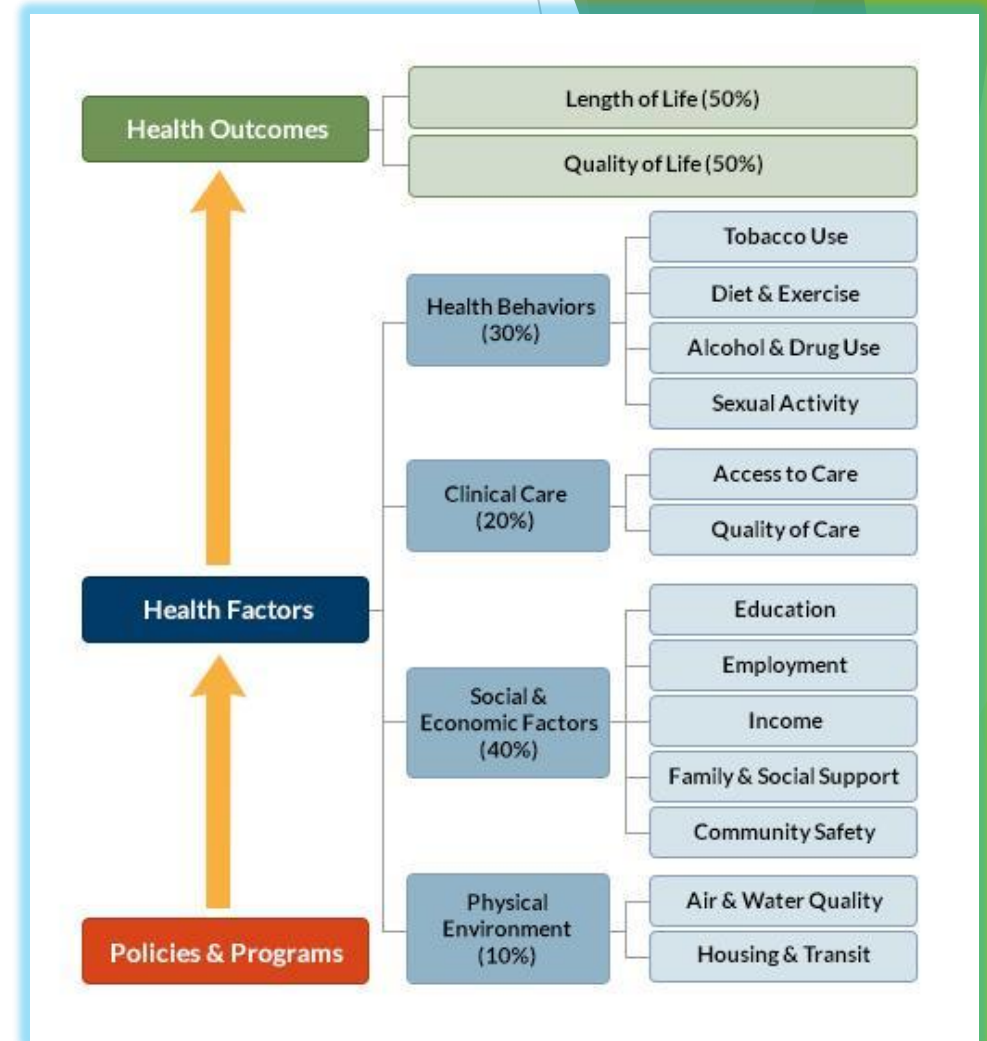 Health Outcomes
Length of Life (50%)
Quality of Life (50%)
Health Behaviors
(30%)
Tobacco Use
Diet & Exercise
Alcohol & Drug Use
Sexual Activity
Clinical Care
(20%)
Access to Care
Quality of Care
Health Factors
Social &
Economic Factors
(40%)
Education
Employment
Income
Family & Social Support
Community Safety
Physical
Environment
(10%)
Air & Water Quality
Housing & Transit
Policies & Programs